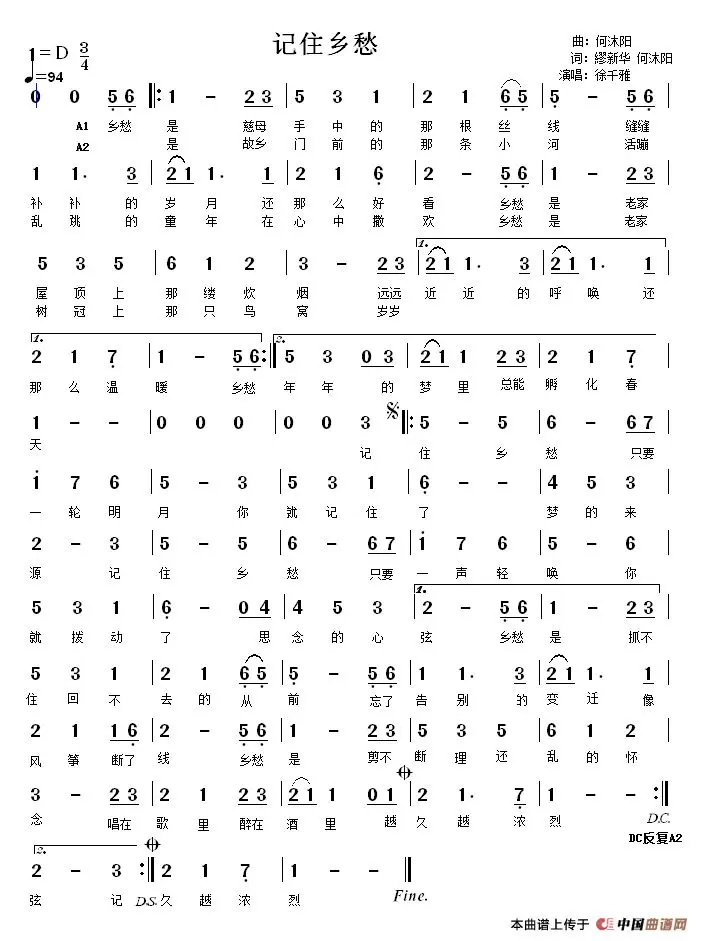 记住乡愁
1=D 3/4
♩=94
曲：何沐阳
词：缪新华 何沐阳
演唱：徐千雅
0 0 5 6 |: 1 - 2 3 | 5 3 1 | 2 1 6 5 | 5 - 5 6
A1 乡愁 是 慈母 手 中 的 那 根 丝 线 缝缝
A2 是 故乡 门 前 的 那 条 小 河 活蹦
1 1· 3 | 2 1 1· 1 | 2 1 6 | 2 - 5 6 | 1 - 2 3
补 补 的 岁 月 还 那 么 好 看 乡愁 是 老家
乱 跳 的 童 年 在 心 中 撒 欢 乡愁 是 老家
1.
5 3 5 | 6 1 2 | 3 - 2 3 | 2 1 1· 3 | 2 1 1· 1
屋 顶 上 那 缕 炊 烟 远远 近 近 的 呼 唤 还
树 冠 上 那 只 鸟 窝 岁岁
1. 2.
2 1 7 | 1 - 5 6 :| 5 3 0 3 | 2 1 1 2 3 | 2 1 7
那 么 温 暖 乡愁 年 年 的 梦 里 总能 孵 化 春
1 - - | 0 0 0 | 0 0 3 |: 5 - 5 | 6 - 6 7
天 记 住 乡 愁 只要
1 7 6 | 5 - 3 | 5 3 1 | 6 - - | 4 5 3
一 轮 明 月 你 就 记 住 了 梦 的 来
2 - 3 | 5 - 5 | 6 - 6 7 | 1 7 6 | 5 - 3
源 记 住 乡 愁 只要 一 声 轻 唤 你
1.
5 3 1 | 6 - 0 4 | 4 5 3 | 2 - 5 6 | 1 - 2 3
就 拨 动 了 思 念 的 心 弦 乡愁 是 抓不
5 3 1 | 2 1 6 5 | 5 - 5 6 | 1 1· 3 | 2 1 1· 1
住 回 不 去 的 从 前 忘了 告 别 的 变 迁 像
2 1 1 6 | 2 - 5 6 | 1 - 2 3 | 5 3 5 | 6 1 2
风 筝 断了 线 乡愁 是 剪不 断 理 还 乱 的 怀
3 - 2 3 | 2 1 2 3 | 2 1 1 0 1 | 2 1· 7 | 1 - - :|
念 唱在 歌 里 醉在 酒 里 越 久 越 浓 烈 D.C.
DC反复A2
2.
2 - 3 :| 2 1 7 | 1 - - ‖
弦 记 D.S. 久 越 浓 烈 Fine.
本曲谱上传于 中国曲谱网